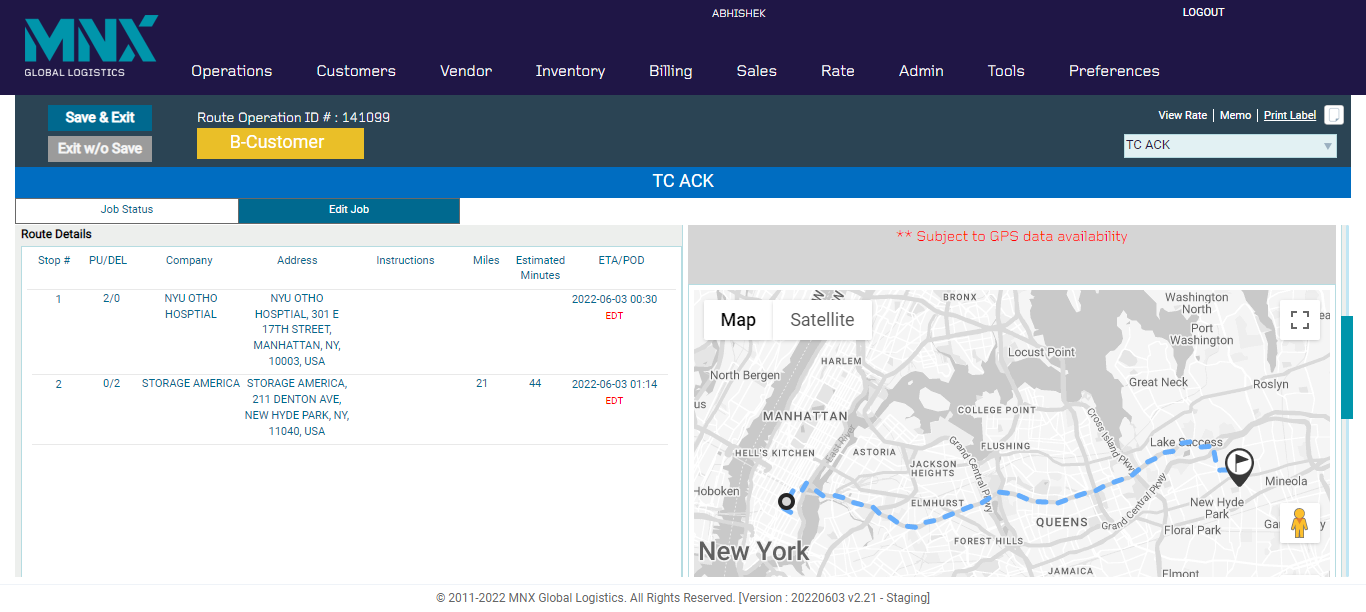 ABHISHEK
LOGOUT
MNX
GLOBAL LOGISTICS
Operations
Customers
Vendor
Inventory
Billing
Sales
Rate
Admin
Tools
Preferences
Save & Exit
Exit w/o Save
Route Operation ID # : 141099
B-Customer
View Rate | Memo | Print Label
TC ACK
TC ACK
Job Status
Edit Job
Route Details
Stop #
PU/DEL
Company
Address
Instructions
Miles
Estimated
Minutes
ETA/POD
1
2/0
NYU OTHO
HOSPTIAL
NYU OTHO
HOSPTIAL, 301 E
17TH STREET,
MANHATTAN, NY,
10003, USA
2022-06-03 00:30
EDT
2
0/2
STORAGE AMERICA
STORAGE AMERICA,
211 DENTON AVE,
NEW HYDE PARK, NY,
11040, USA
21
44
2022-06-03 01:14
EDT
** Subject to GPS data availability
Map
Satellite
BRONX
Washington
North
Port
Washington
Locust Point
HARLEM
North Bergen
Great Neck
Roslyn
MANHATTAN
COLLEGE POINT
Cross Island Pkwy
East River
FLUSHING
Lake Success
HELL'S KITCHEN
ASTORIA
Grand Central Pkwy
JACKSON
HEIGHTS
Hoboken
ELMHURST
Grand Central Pkwy
Mineola
New Hyde
Park
QUEENS
Floral Park
New York
FOREST HILLS
JAMAICA
Elmont
© 2011-2022 MNX Global Logistics. All Rights Reserved. [Version : 20220603 v2.21 - Staging]